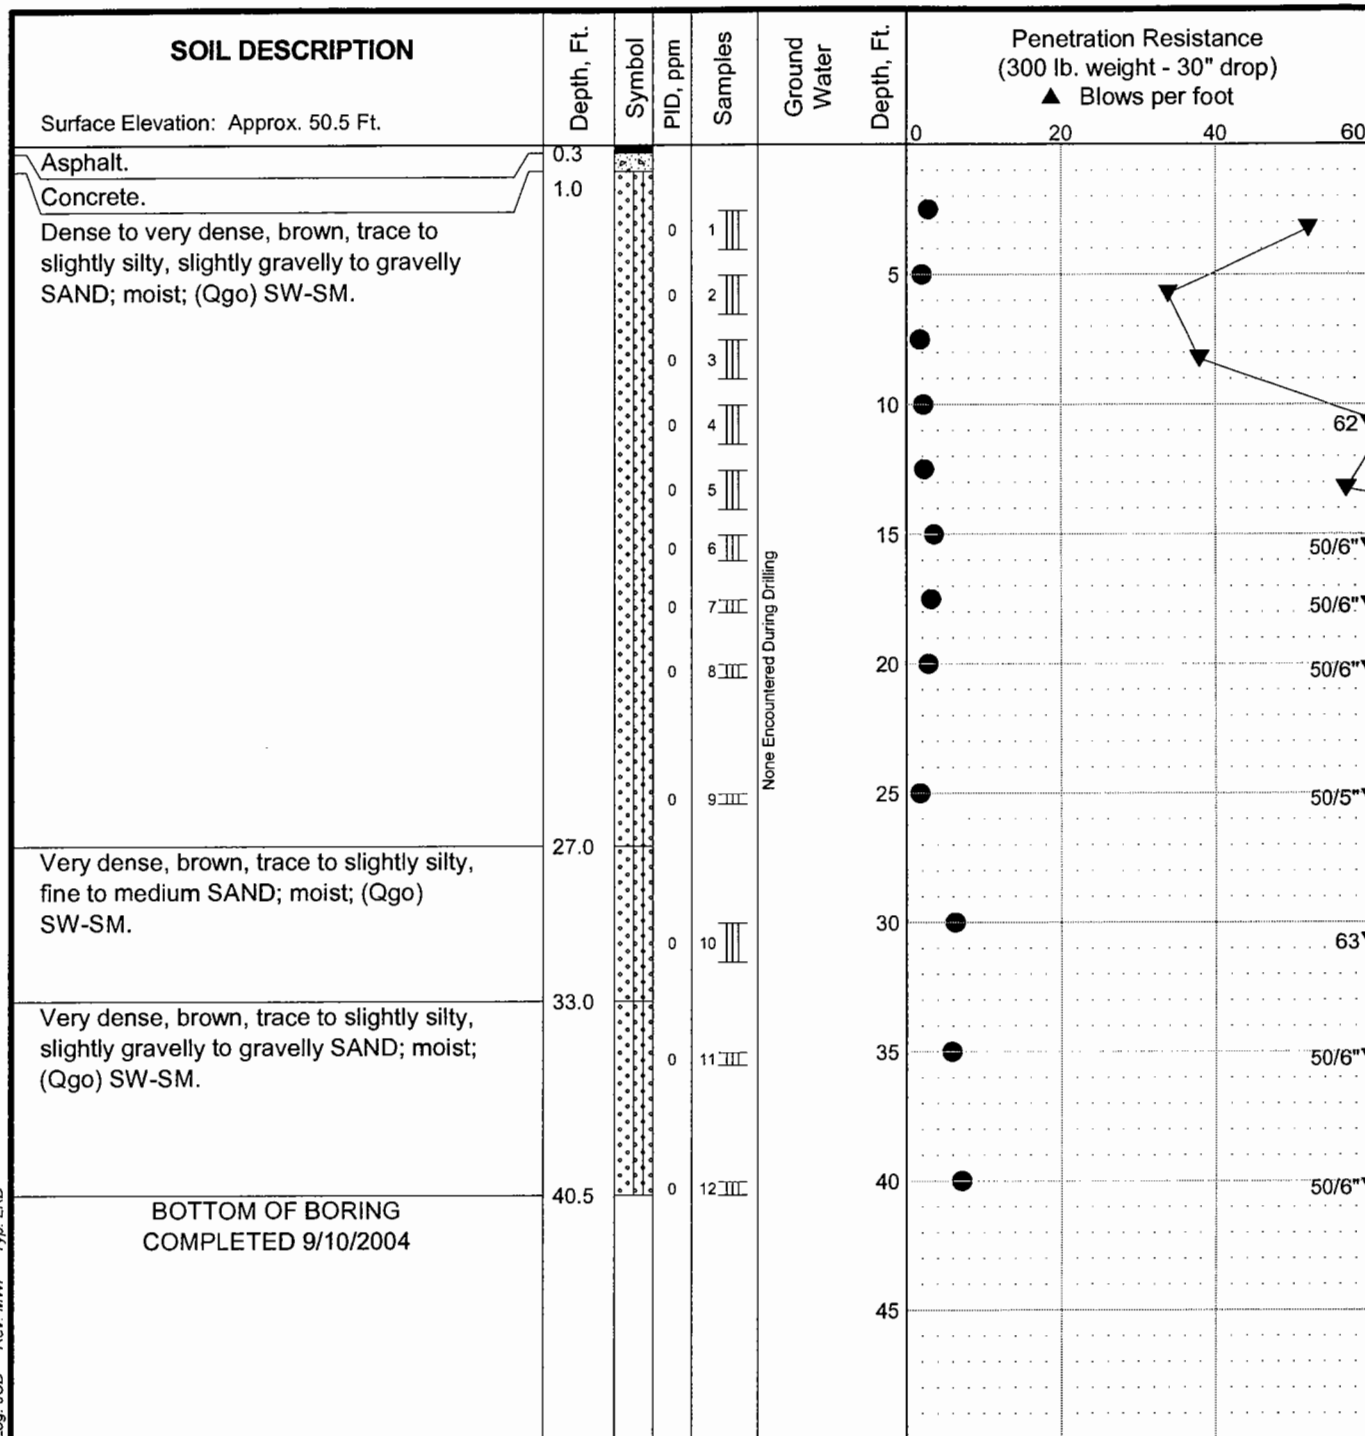 SOIL DESCRIPTION
Surface Elevation: Approx. 50.5 Ft.
Depth, Ft.
Symbol
PID, ppm
Samples
Ground
Water
Depth, Ft.
Penetration Resistance
(300 lb. weight - 30" drop)
▲ Blows per foot
0 20 40 60
Asphalt.
0.3
Concrete.
1.0
Dense to very dense, brown, trace to
slightly silty, slightly gravelly to gravelly
SAND; moist; (Qgo) SW-SM.
0 1
5
0 2
0 3
10
0 4
62
0 5
15
0 6
50/6"
0 7
50/6"
20
0 8
50/6"
None Encountered During Drilling
25
0 9
50/5"
27.0
Very dense, brown, trace to slightly silty,
fine to medium SAND; moist; (Qgo)
SW-SM.
30
0 10
63
33.0
Very dense, brown, trace to slightly silty,
slightly gravelly to gravelly SAND; moist;
(Qgo) SW-SM.
35
0 11
50/6"
40
0 12
50/6"
40.5
BOTTOM OF BORING
COMPLETED 9/10/2004
45